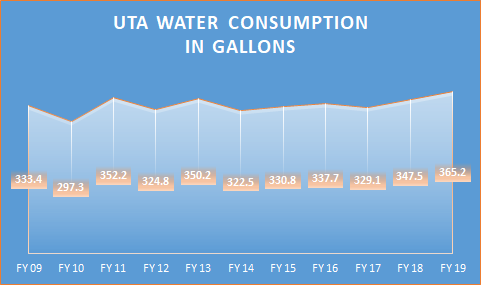 UTA WATER CONSUMPTION
IN GALLONS
333.4 297.3 352.2 324.8 350.2 322.5 330.8 337.7 329.1 347.5 365.2
FY 09 FY 10 FY 11 FY 12 FY 13 FY 14 FY 15 FY 16 FY 17 FY 18 FY 19